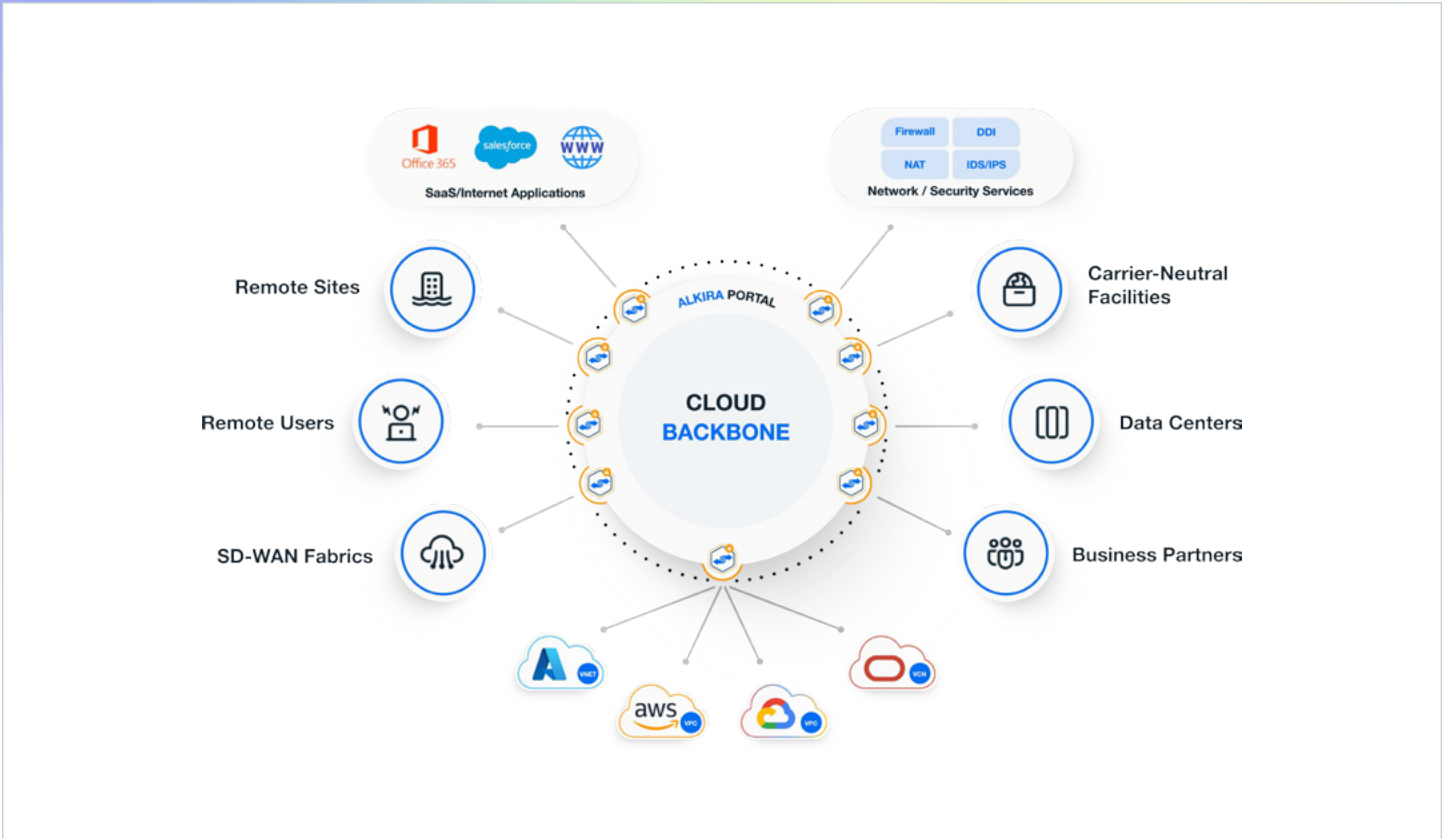 Office 365
salesforce
WWW
SaaS/Internet Applications
Firewall
DDI
NAT
IDS/IPS
Network / Security Services
Remote Sites
Carrier-Neutral
Facilities
ALKIRA PORTAL
CLOUD
BACKBONE
Remote Users
Data Centers
SD-WAN Fabrics
Business Partners
VNET
aws
VPC
VPC
VCN